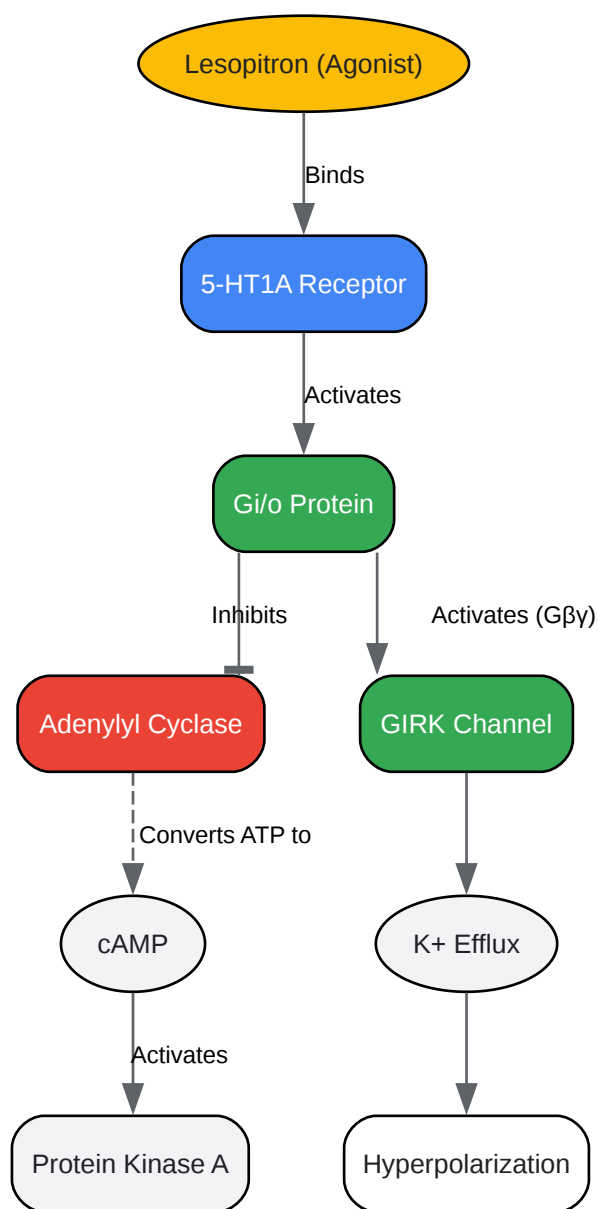 Lesopitron (Agonist)
Binds
5-HT1A Receptor
Activates
Gi/o Protein
Inhibits
Activates (Gβγ)
Adenylyl Cyclase
GIRK Channel
Converts ATP to
cAMP
K+ Efflux
Activates
Protein Kinase A
Hyperpolarization